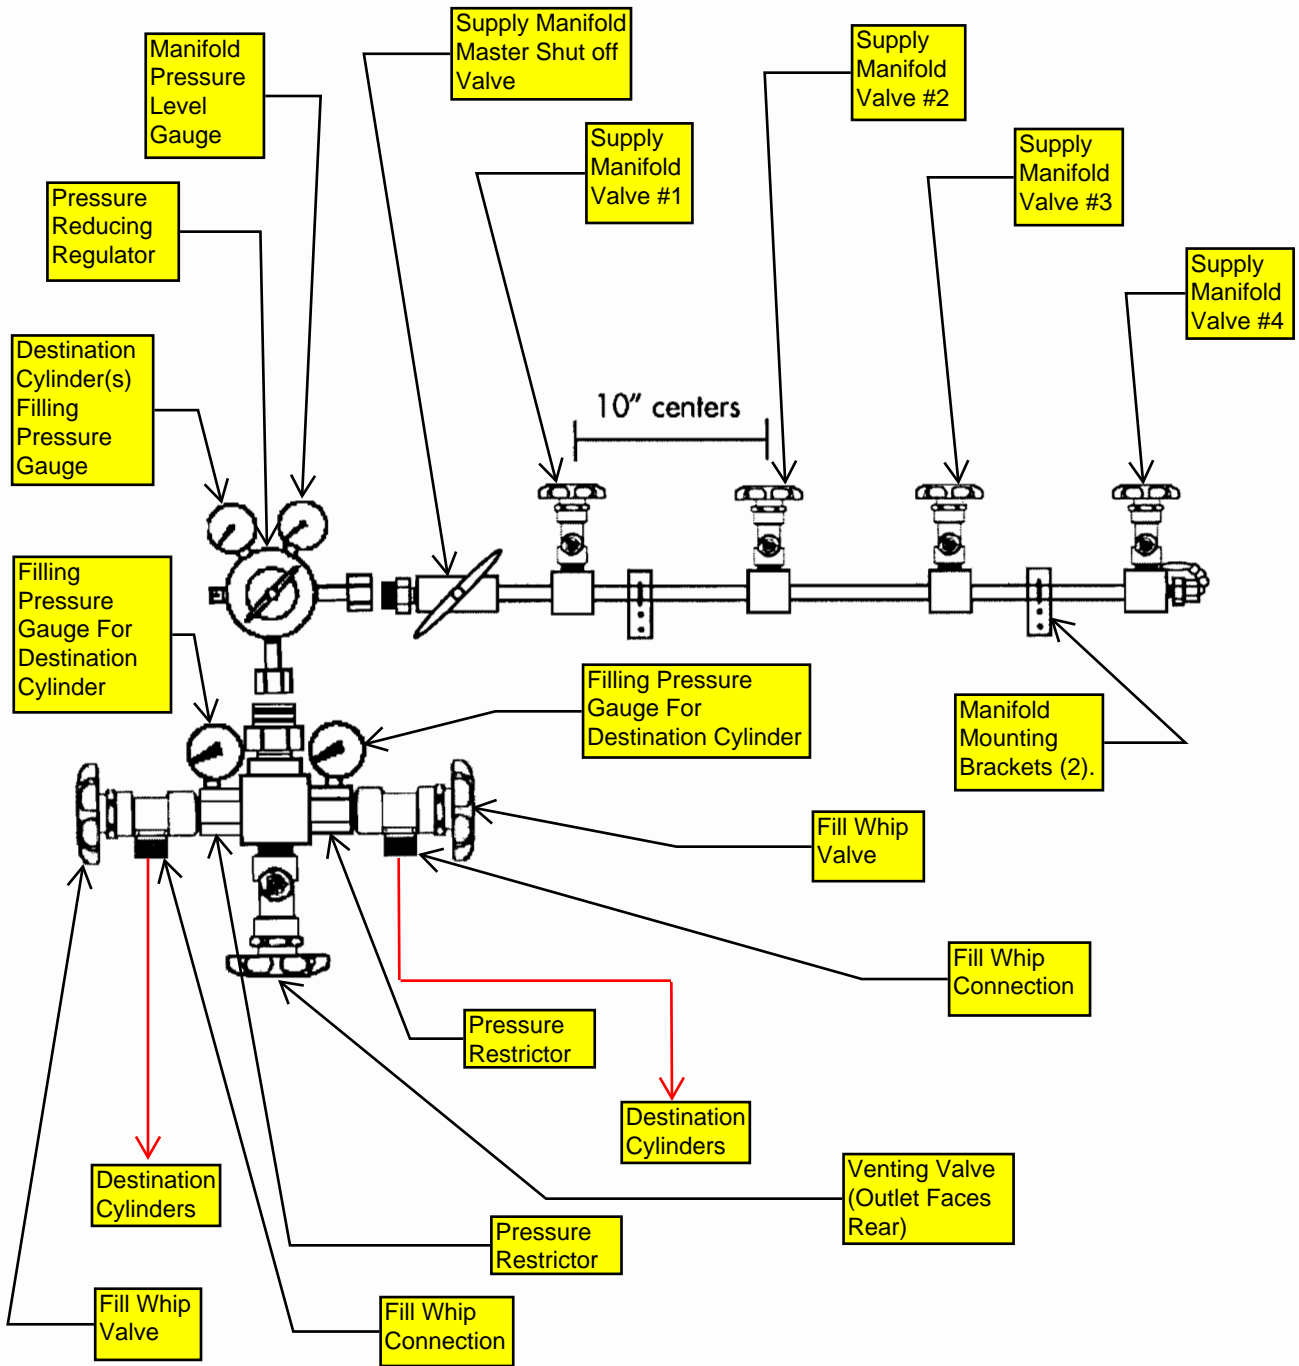 Manifold
Pressure
Level
Gauge
Supply Manifold
Master Shut off
Valve
Supply
Manifold
Valve #2
Supply
Manifold
Valve #1
Supply
Manifold
Valve #3
Pressure
Reducing
Regulator
Supply
Manifold
Valve #4
Destination
Cylinder(s)
Filling
Pressure
Gauge
10" centers
Filling
Pressure
Gauge For
Destination
Cylinder
Filling Pressure
Gauge For
Destination Cylinder
Manifold
Mounting
Brackets (2).
Fill Whip
Valve
Fill Whip
Connection
Pressure
Restrictor
Destination
Cylinders
Destination
Cylinders
Venting Valve
(Outlet Faces
Rear)
Pressure
Restrictor
Fill Whip
Valve
Fill Whip
Connection